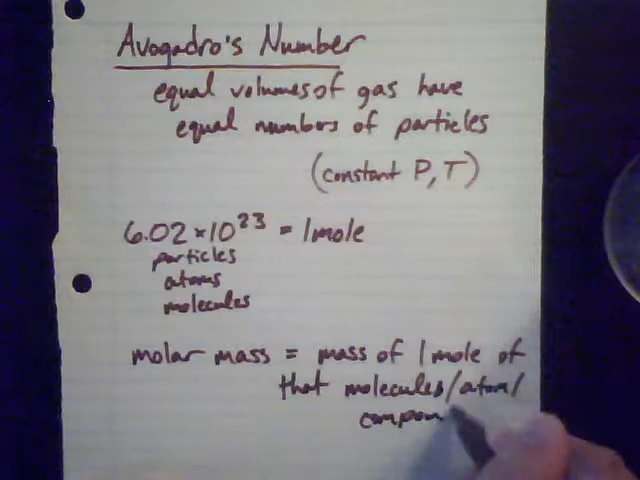 Avogadro's Number
equal volumes of gas have
equal numbers of particles
(constant P, T)
6.02 × 10²³ = 1 mole
particles
atoms
molecules
molar mass = mass of 1 mole of
that molecules/atom/
compoun